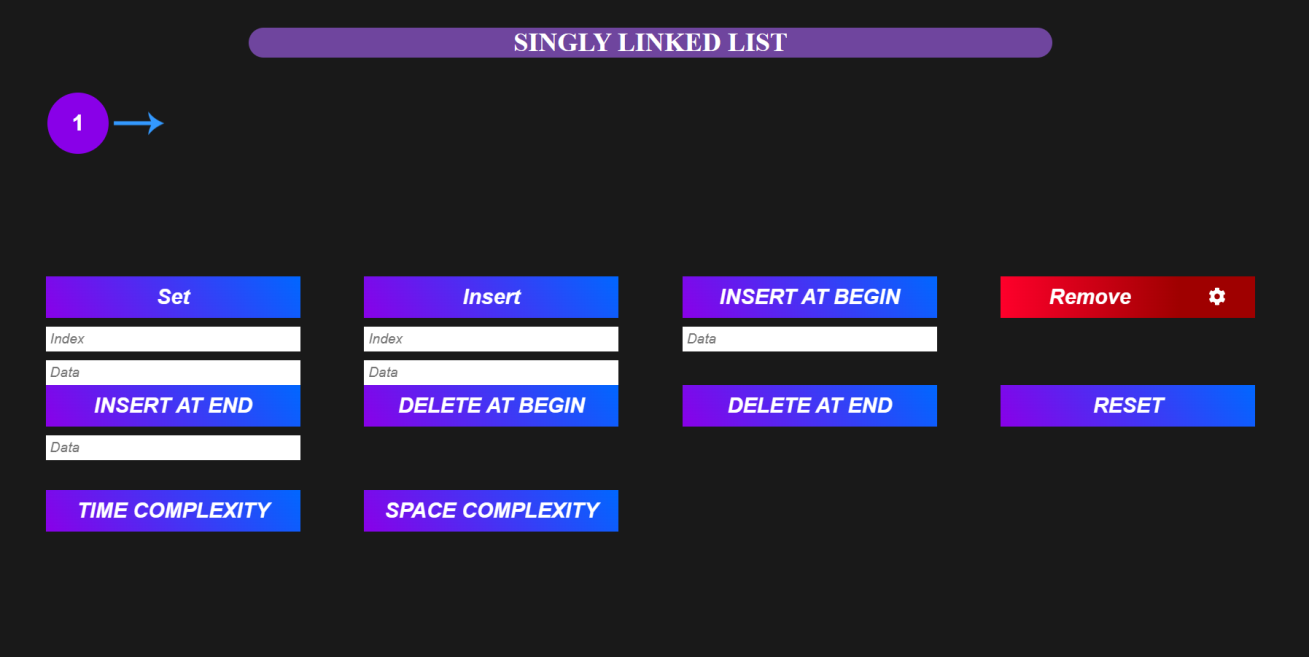 SINGLY LINKED LIST
1
Set
Insert
INSERT AT BEGIN
Remove
Index
Index
Data
Data
Data
INSERT AT END
DELETE AT BEGIN
DELETE AT END
RESET
Data
TIME COMPLEXITY
SPACE COMPLEXITY